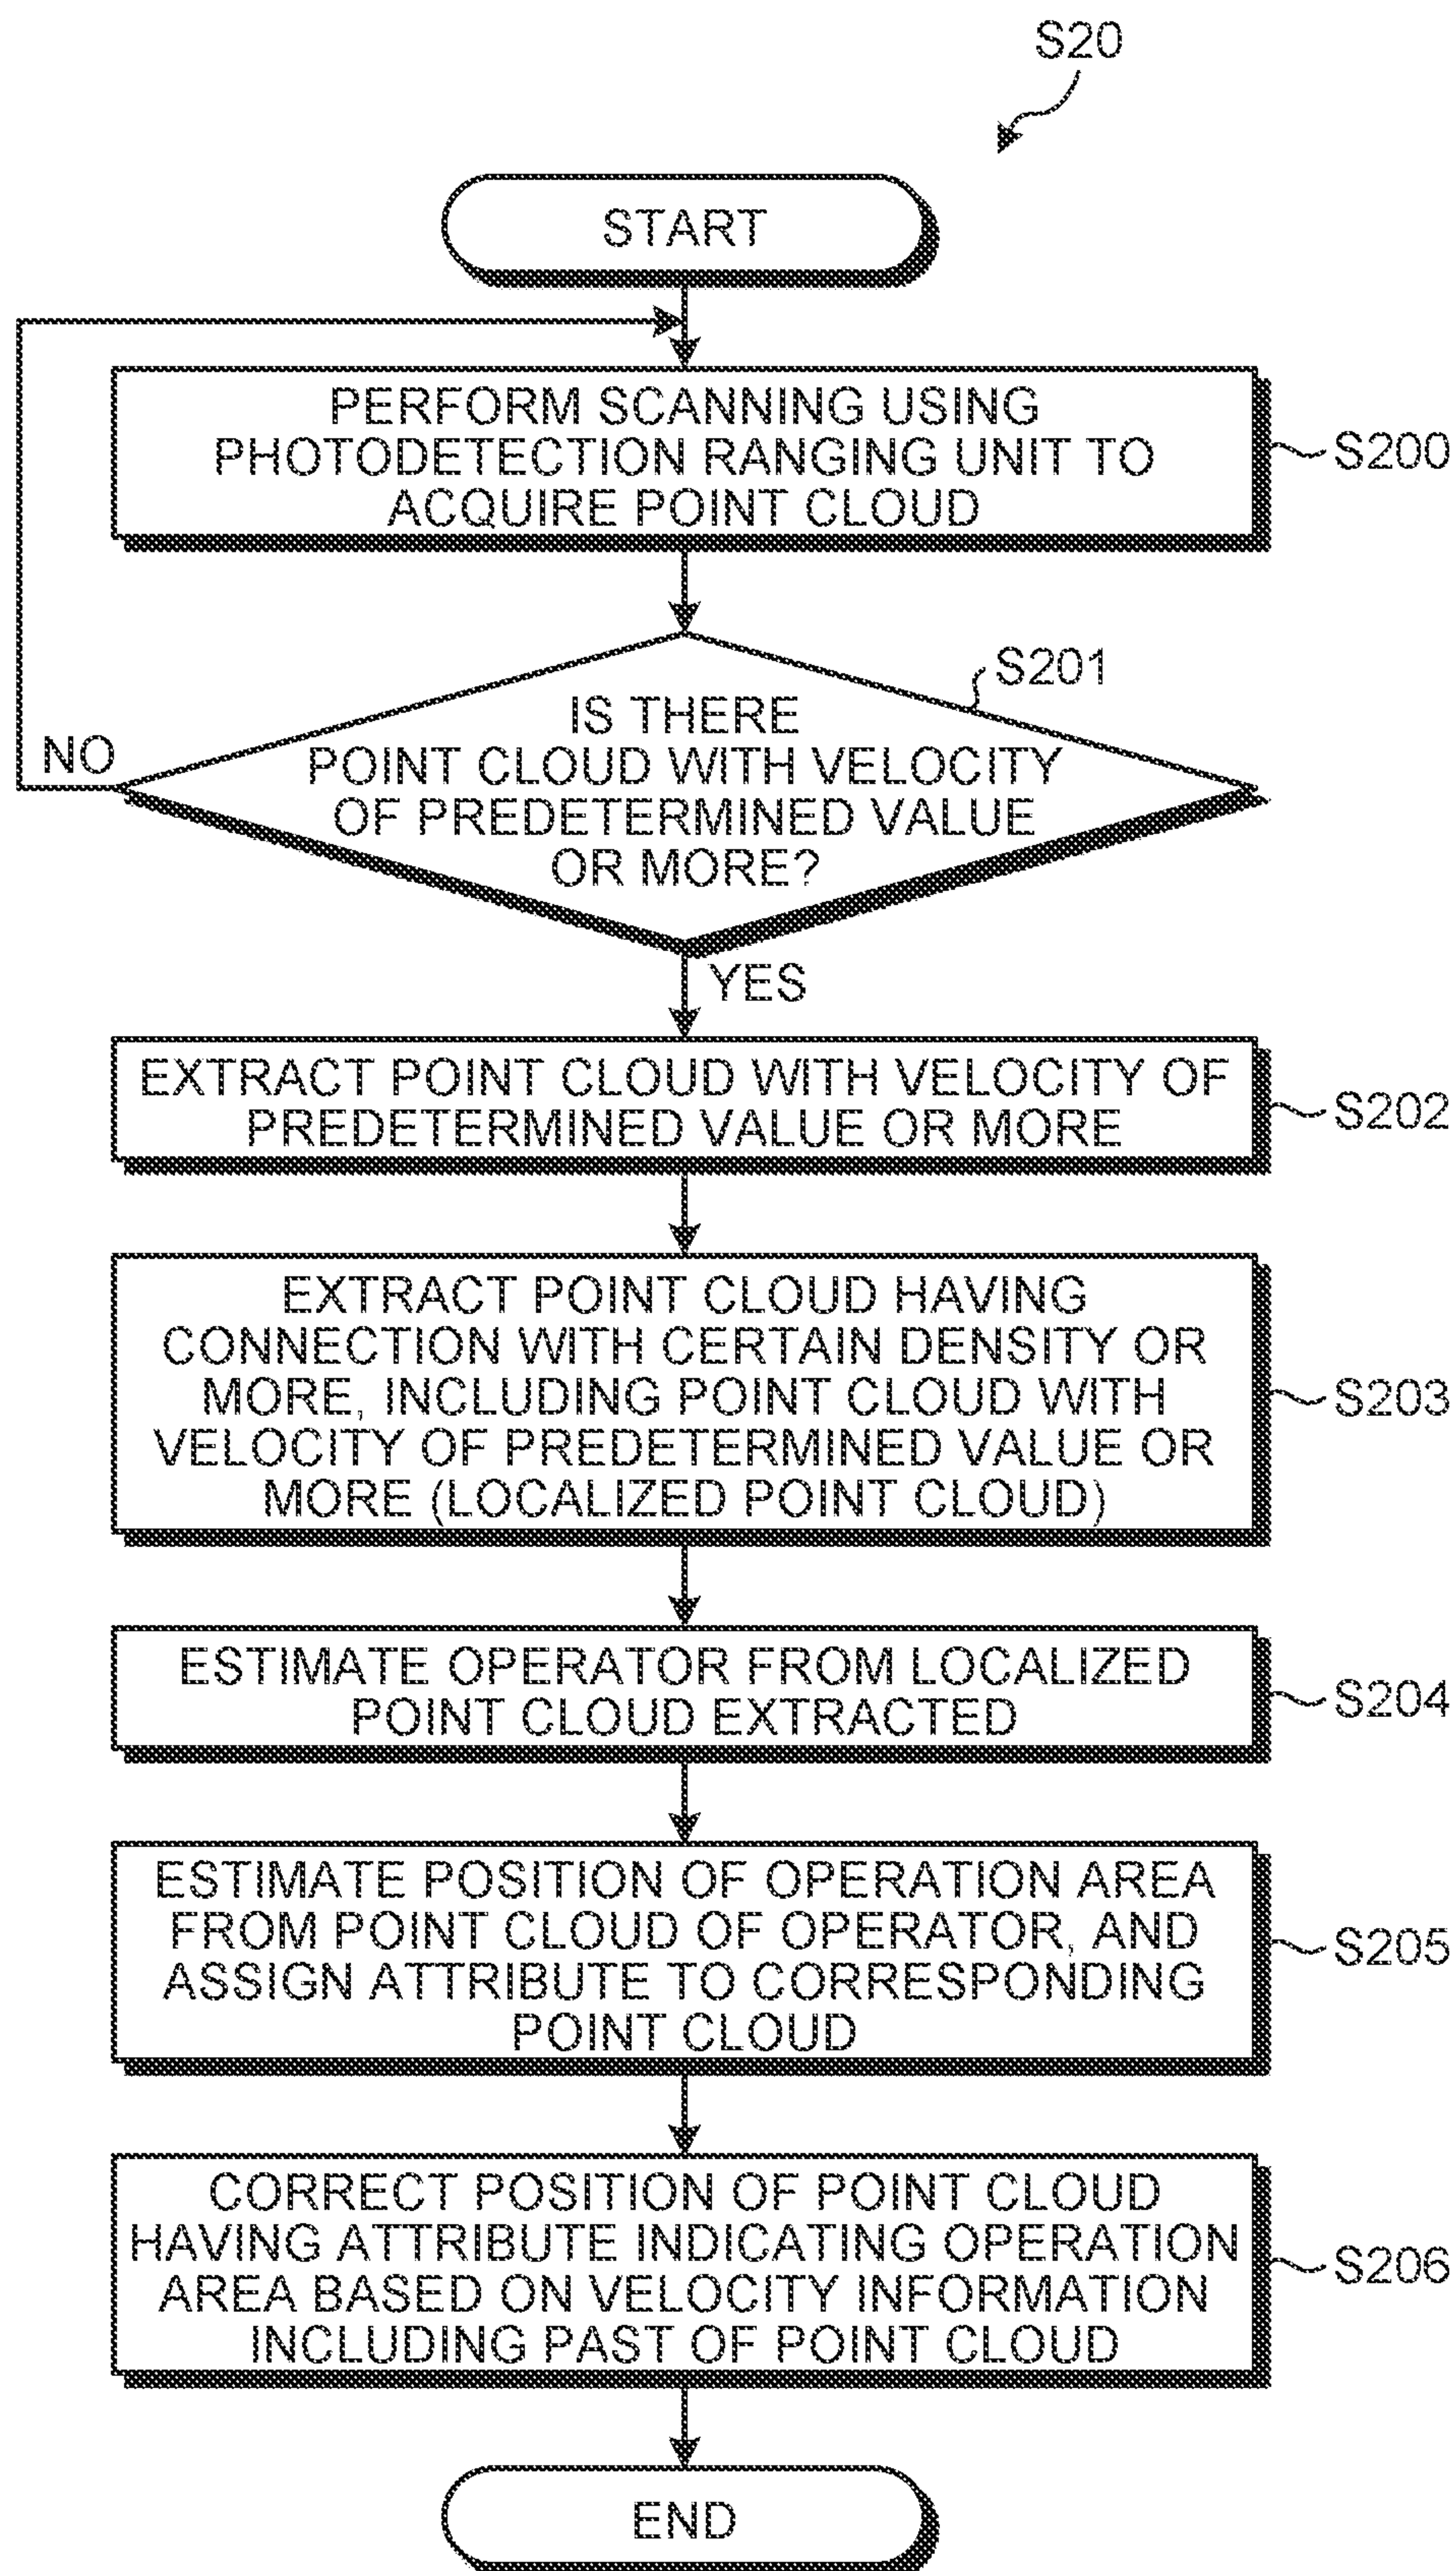 S20
START
PERFORM SCANNING USING
PHOTODETECTION RANGING UNIT TO
ACQUIRE POINT CLOUD
S200
S201
IS THERE
POINT CLOUD WITH VELOCITY
OF PREDETERMINED VALUE
OR MORE?
NO
YES
EXTRACT POINT CLOUD WITH VELOCITY OF
PREDETERMINED VALUE OR MORE
S202
EXTRACT POINT CLOUD HAVING
CONNECTION WITH CERTAIN DENSITY OR
MORE, INCLUDING POINT CLOUD WITH
VELOCITY OF PREDETERMINED VALUE OR
MORE (LOCALIZED POINT CLOUD)
S203
ESTIMATE OPERATOR FROM LOCALIZED
POINT CLOUD EXTRACTED
S204
ESTIMATE POSITION OF OPERATION AREA
FROM POINT CLOUD OF OPERATOR, AND
ASSIGN ATTRIBUTE TO CORRESPONDING
POINT CLOUD
S205
CORRECT POSITION OF POINT CLOUD
HAVING ATTRIBUTE INDICATING OPERATION
AREA BASED ON VELOCITY INFORMATION
INCLUDING PAST OF POINT CLOUD
S206
END